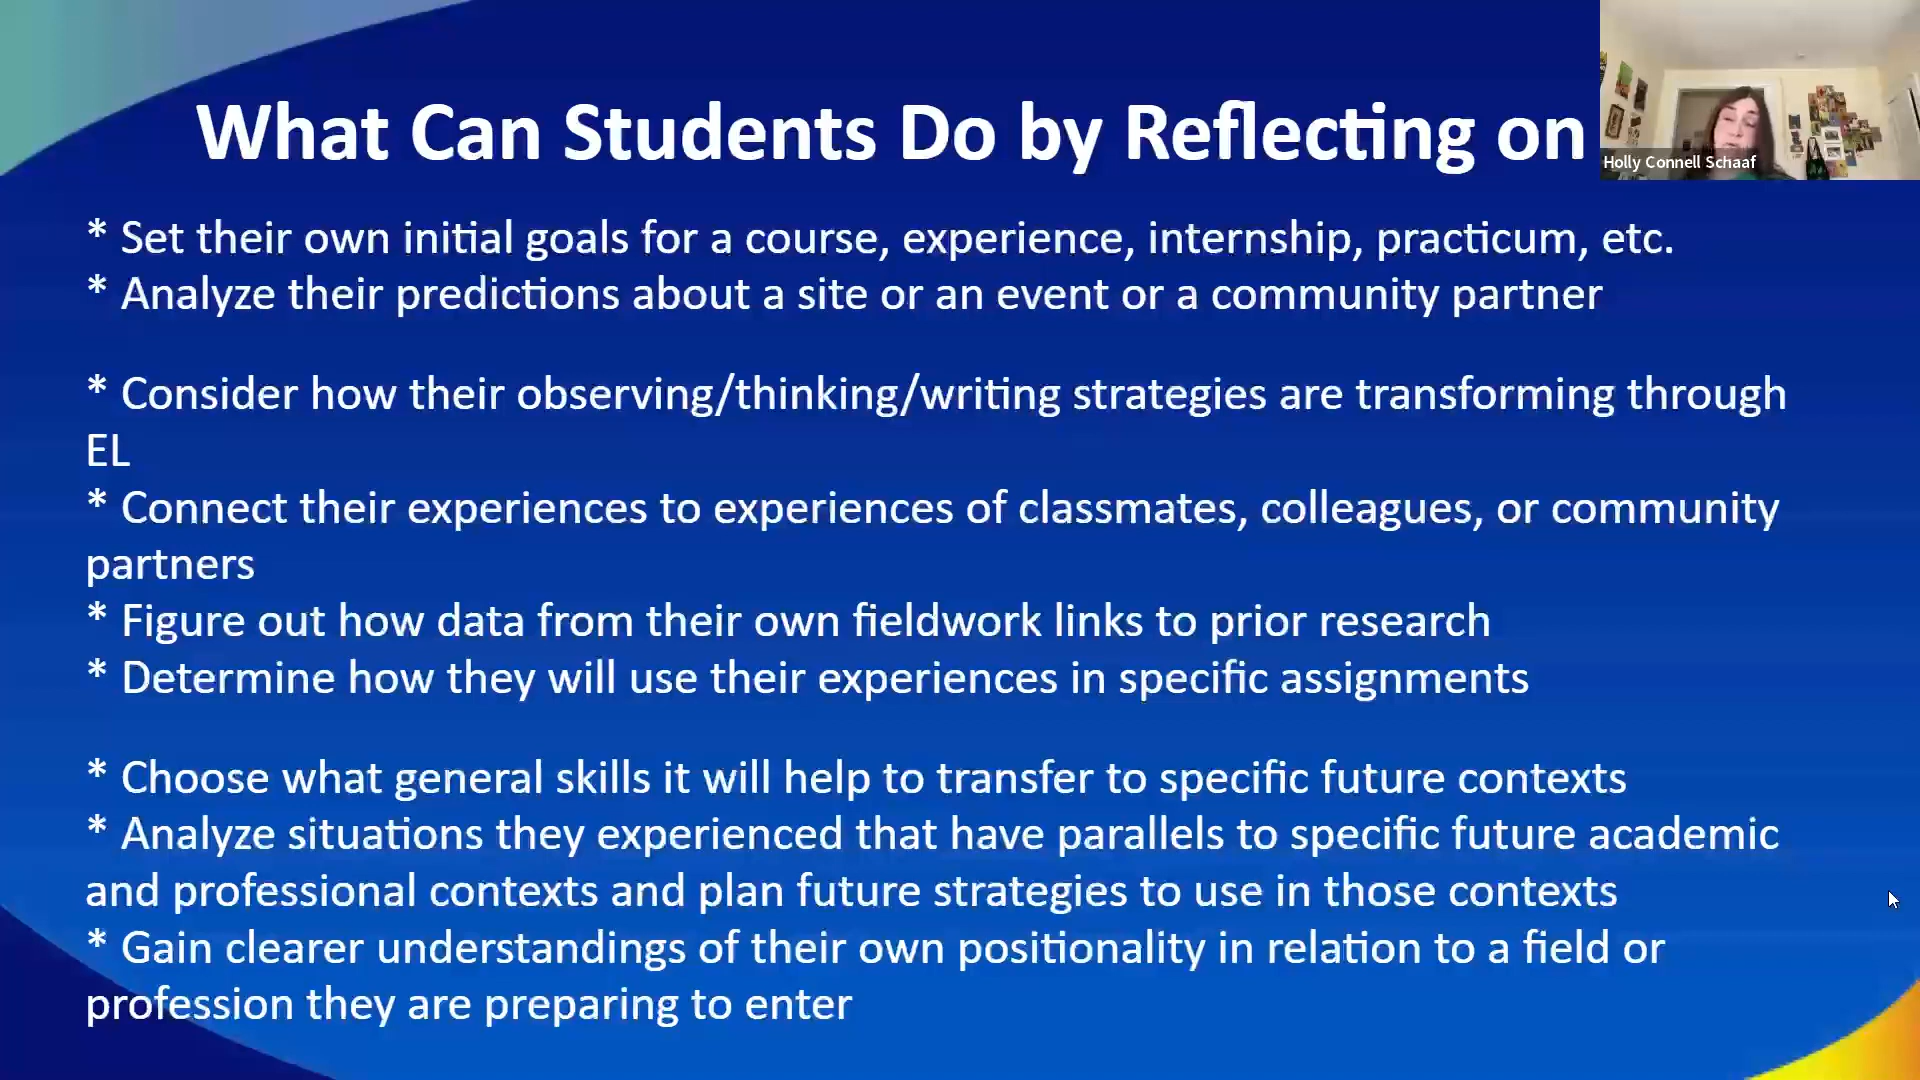 What Can Students Do by Reflecting on
Holly Connell Schaaf
* Set their own initial goals for a course, experience, internship, practicum, etc.
* Analyze their predictions about a site or an event or a community partner
* Consider how their observing/thinking/writing strategies are transforming through
EL
* Connect their experiences to experiences of classmates, colleagues, or community
partners
* Figure out how data from their own fieldwork links to prior research
* Determine how they will use their experiences in specific assignments
* Choose what general skills it will help to transfer to specific future contexts
* Analyze situations they experienced that have parallels to specific future academic
and professional contexts and plan future strategies to use in those contexts
* Gain clearer understandings of their own positionality in relation to a field or
profession they are preparing to enter